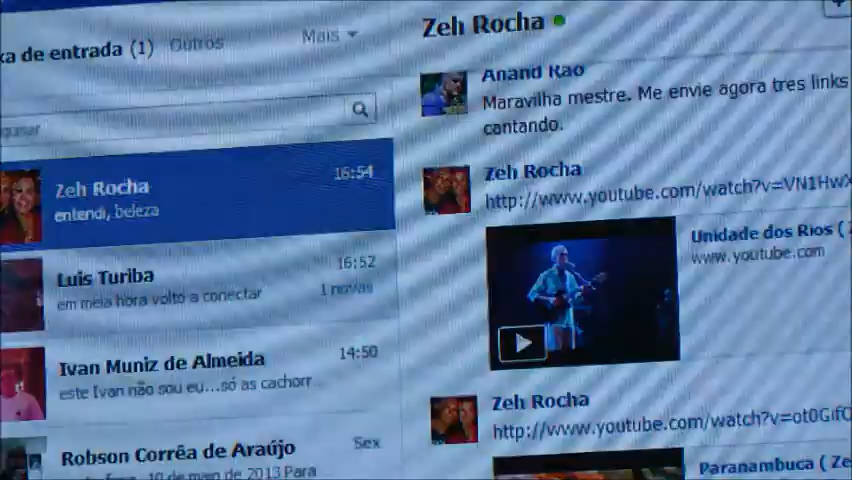 xa de entrada (1) Outros Mais
Zeh Rocha 16:54
entendi, beleza
Luis Turiba 16:52
em meia hora volto a conectar 1 novas
Ivan Muniz de Almeida 14:50
este Ivan não sou eu...só as cachorr...
Robson Corrêa de Araújo Sex
10 de maio de 2013 Para
Zeh Rocha
Anand Rao
Maravilha mestre. Me envie agora tres links
cantando.
Zeh Rocha
http://www.youtube.com/watch?v=VN1HwX
Unidade dos Rios ( Z
www.youtube.com
Zeh Rocha
http://www.youtube.com/watch?v=ot0GifO
Paranambuca ( Ze